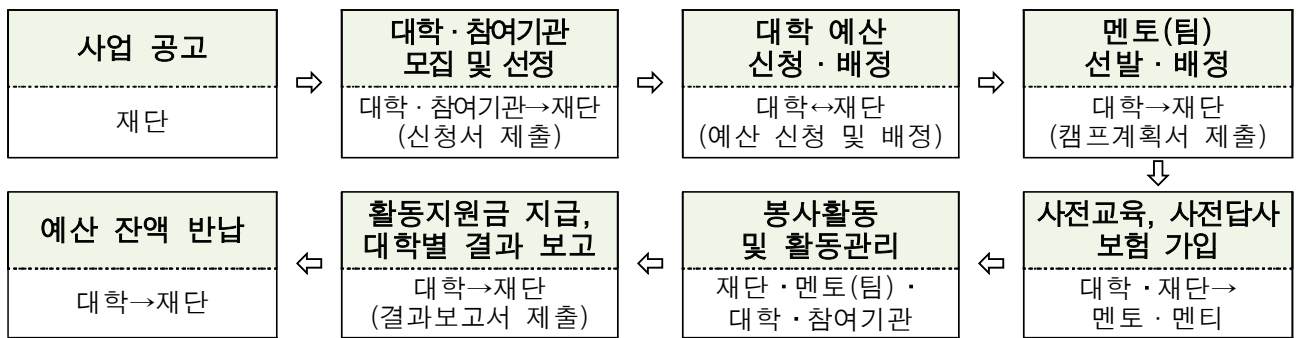 사업 공고
재단
⇨
대학·참여기관
모집 및 선정
대학·참여기관→재단
(신청서 제출)
⇨
대학 예산
신청·배정
대학↔재단
(예산 신청 및 배정)
⇨
멘토(팀)
선발·배정
대학→재단
(캠프계획서 제출)
⇩
사전교육, 사전답사
보험 가입
대학·재단→
멘토·멘티
⇦
봉사활동
및 활동관리
재단·멘토(팀)·
대학·참여기관
⇦
활동지원금 지급,
대학별 결과 보고
대학→재단
(결과보고서 제출)
⇦
예산 잔액 반납
대학→재단